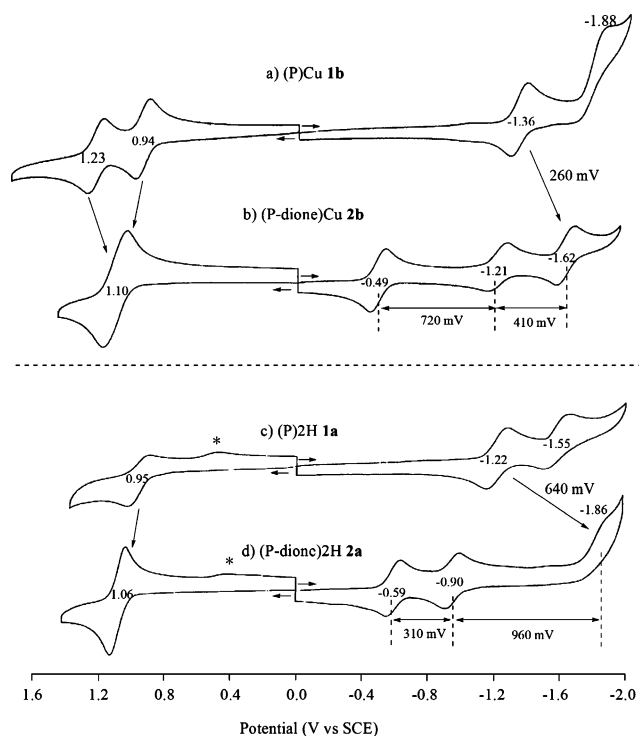 -1.88
a) (P)Cu 1b
1.23
0.94
-1.36
260 mV
b) (P-dione)Cu 2b
1.10
-0.49
-1.21
-1.62
720 mV
410 mV
c) (P)2H 1a
*
0.95
-1.22
-1.55
640 mV
-1.86
d) (P-dionc)2H 2a
*
1.06
-0.59
-0.90
310 mV
960 mV
1.6 1.2 0.8 0.4 0.0 -0.4 -0.8 -1.2 -1.6 -2.0
Potential (V vs SCE)